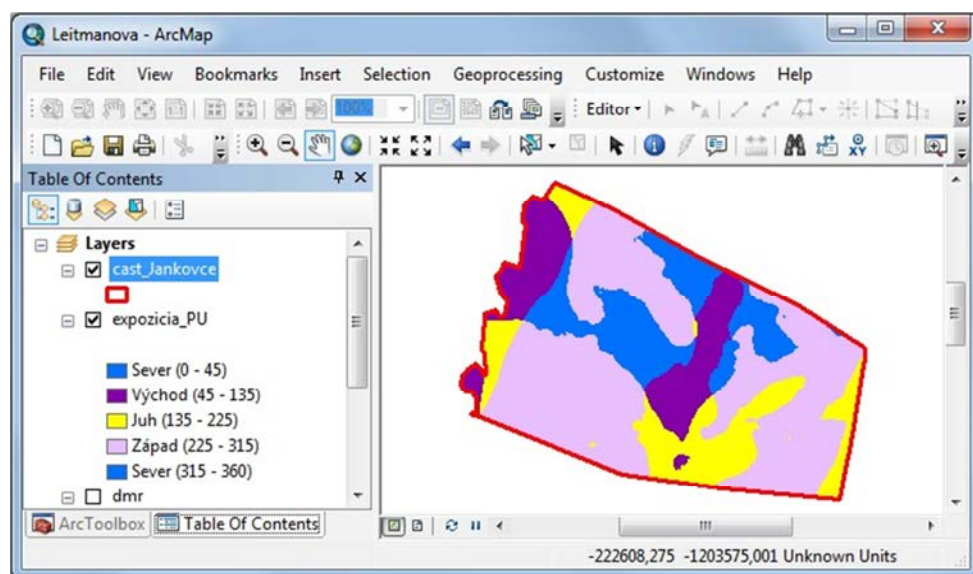 Leitmanova - ArcMap
File Edit View Bookmarks Insert Selection Geoprocessing Customize Windows Help
100% Editor
Table Of Contents
Layers
cast_Jankovce
expozicia_PU
Sever (0 - 45)
Východ (45 - 135)
Juh (135 - 225)
Západ (225 - 315)
Sever (315 - 360)
dmr
ArcToolbox Table Of Contents
-222608,275 -1203575,001 Unknown Units